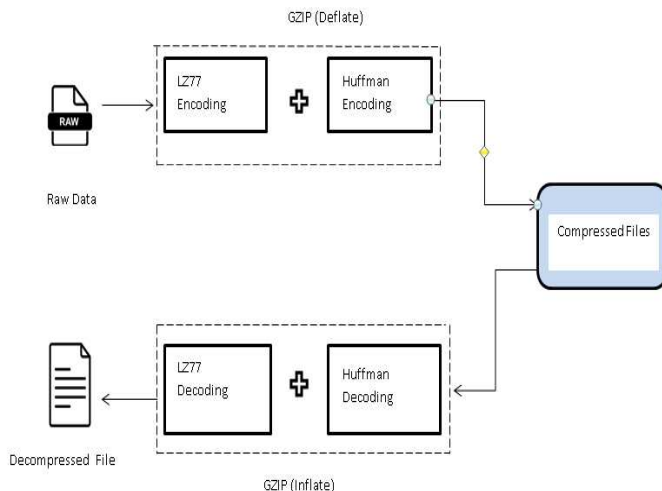 GZIP (Deflate)
LZ77
Encoding
Huffman
Encoding
RAW
Raw Data
Compressed Files
LZ77
Decoding
Huffman
Decoding
Decompressed File
GZIP (Inflate)